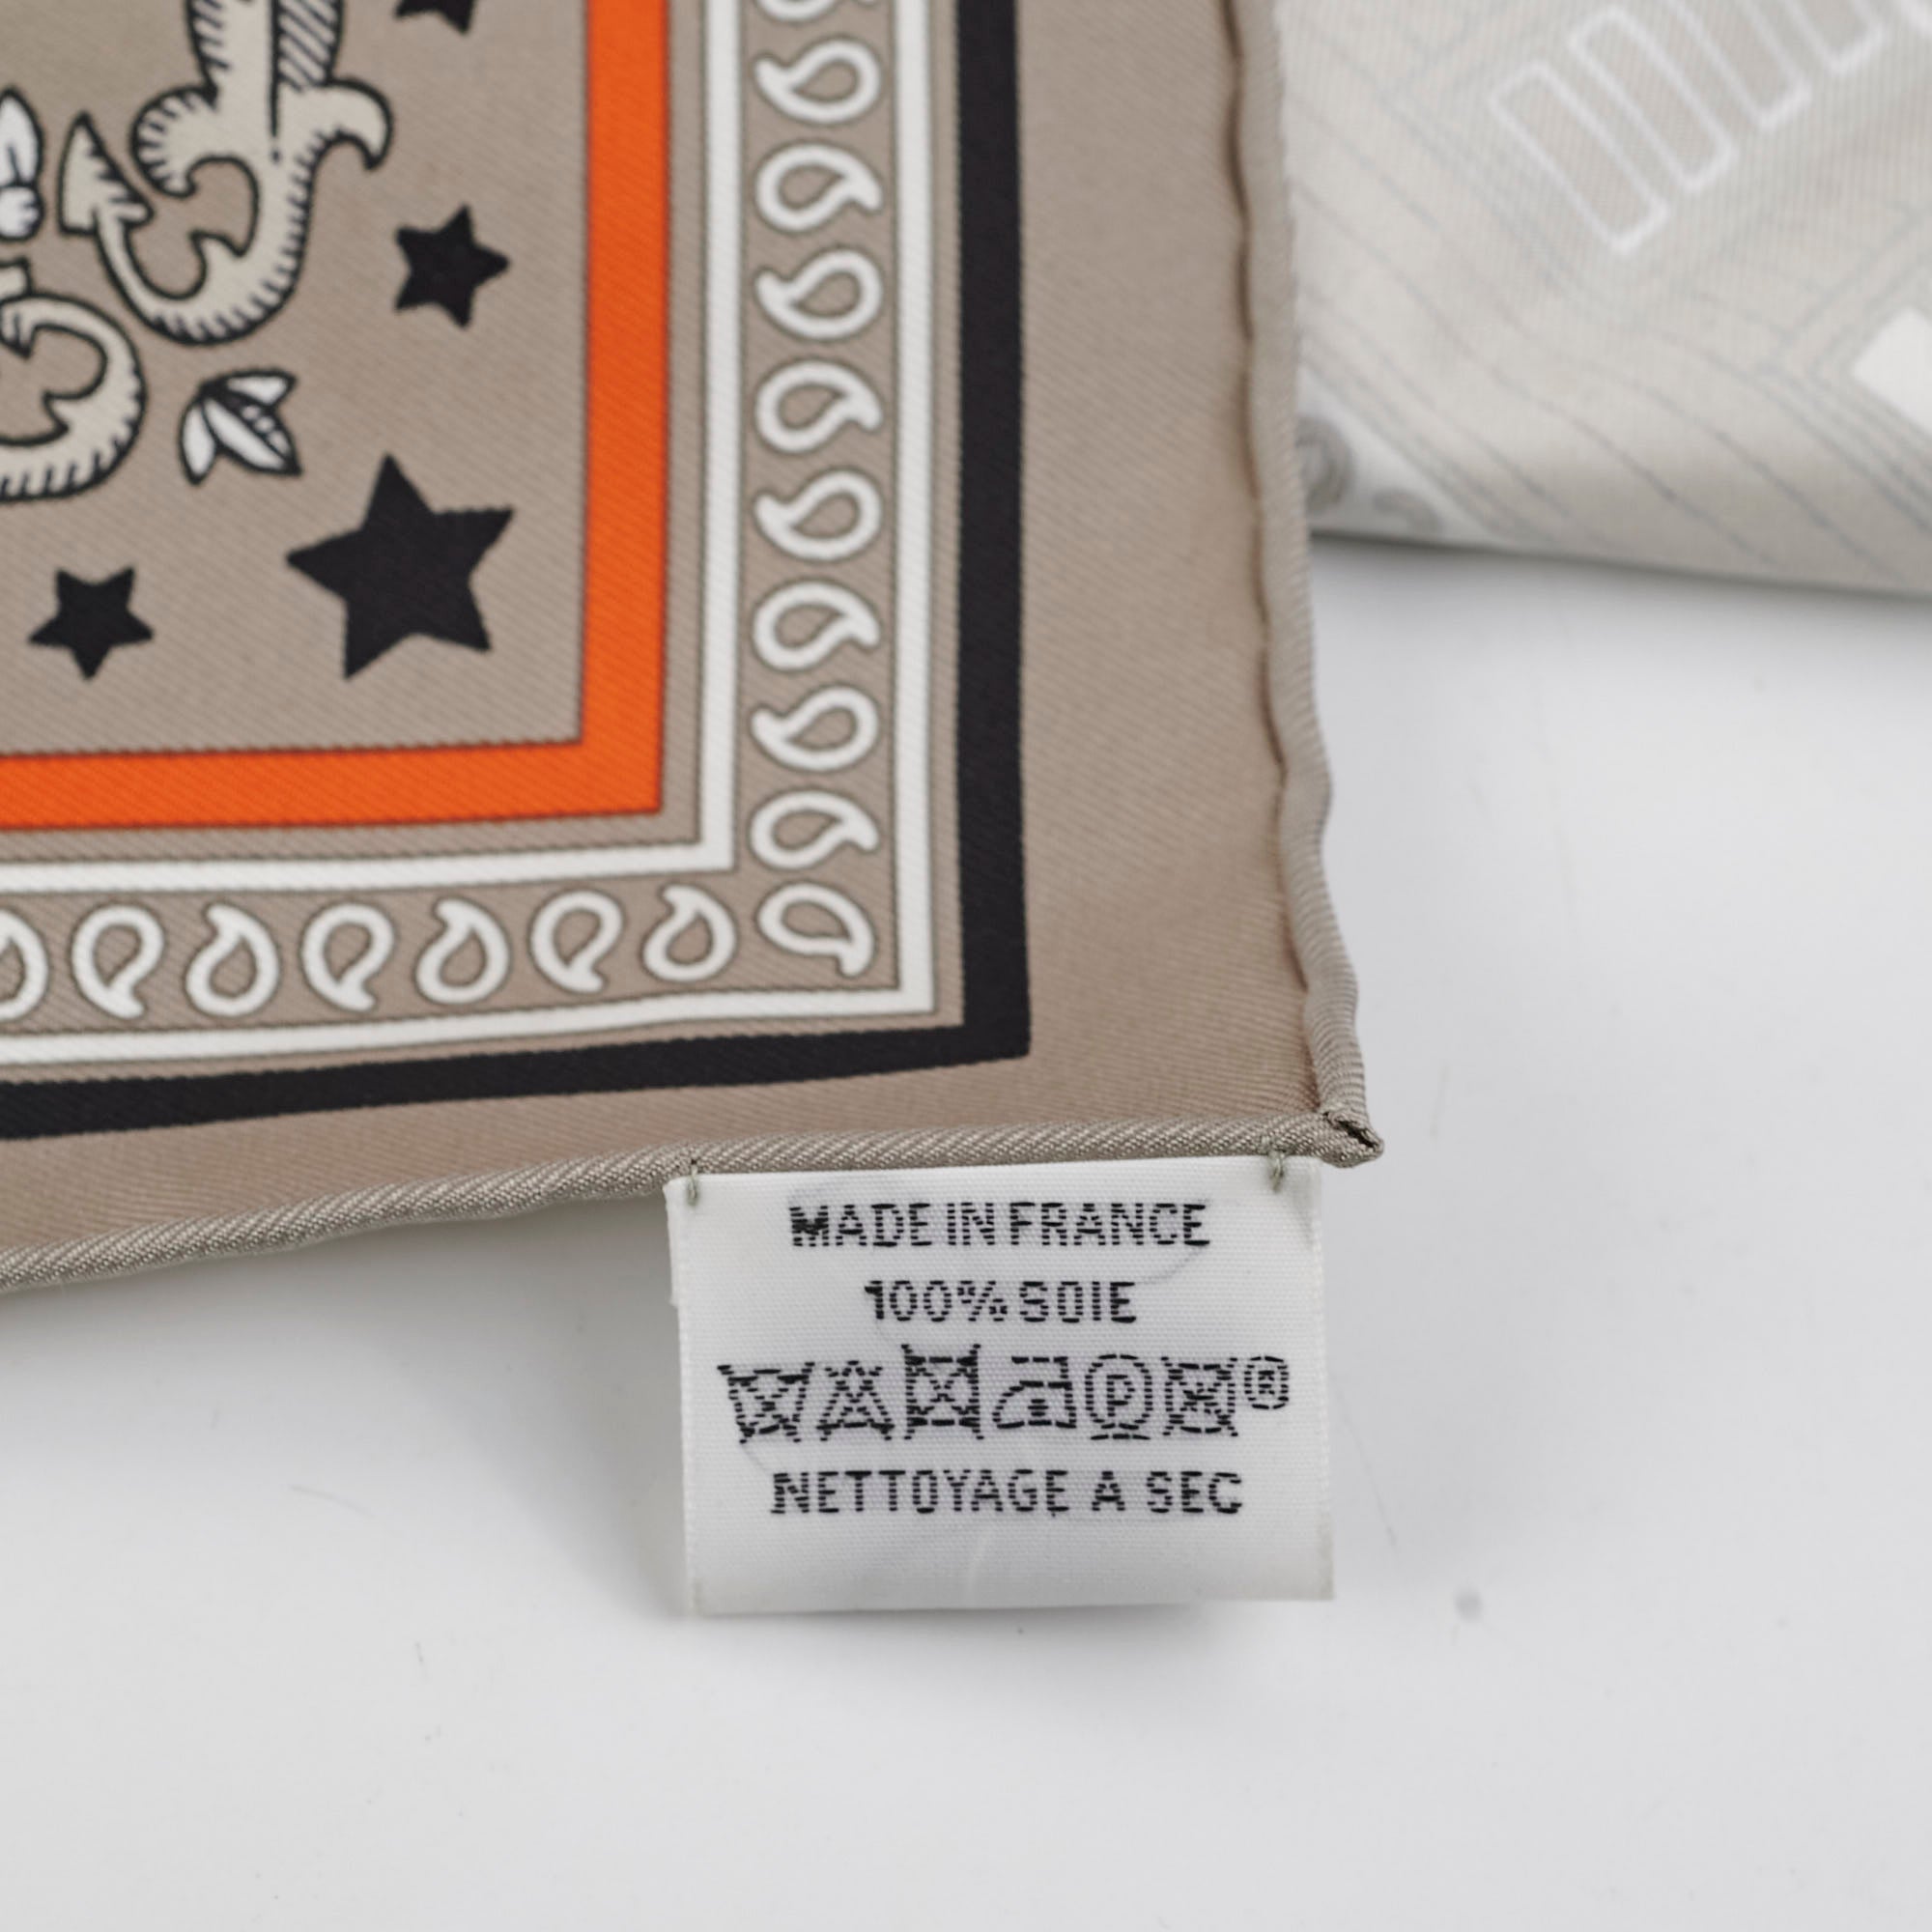 MADE IN FRANCE
100% SOIE
P ®
NETTOYAGE A SEC